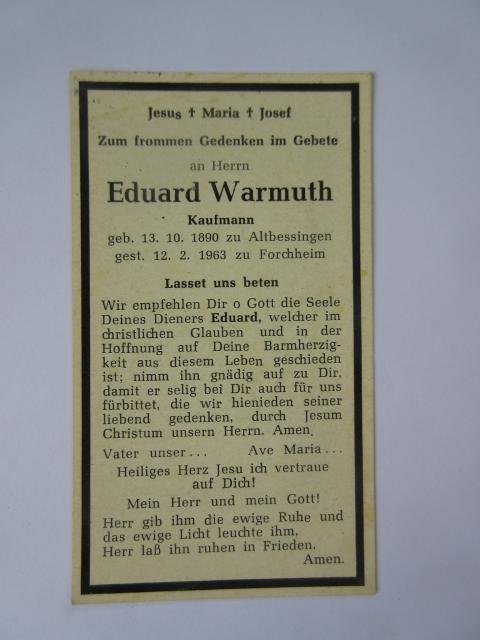 Jesus ✝ Maria ✝ Josef
Zum frommen Gedenken im Gebete
an Herrn
Eduard Warmuth
Kaufmann
geb. 13. 10. 1890 zu Altbessingen
gest. 12. 2. 1963 zu Forchheim
Lasset uns beten
Wir empfehlen Dir o Gott die Seele
Deines Dieners Eduard, welcher im
christlichen Glauben und in der
Hoffnung auf Deine Barmherzig-
keit aus diesem Leben geschieden
ist; nimm ihn gnädig auf zu Dir,
damit er selig bei Dir auch für uns
fürbittet, die wir hienieden seiner
liebend gedenken, durch Jesum
Christum unsern Herrn. Amen.
Vater unser... Ave Maria...
Heiliges Herz Jesu ich vertraue
auf Dich!
Mein Herr und mein Gott!
Herr gib ihm die ewige Ruhe und
das ewige Licht leuchte ihm,
Herr laß ihn ruhen in Frieden.
Amen.